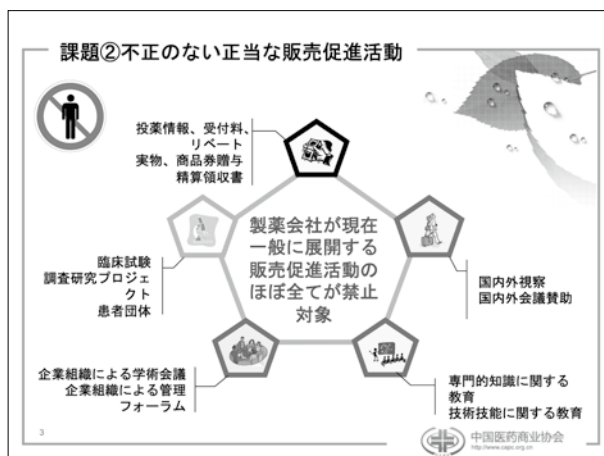 課題②不正のない正当な販売促進活動
投薬情報、受付料、
リベート
実物、商品券贈与
精算領収書
製薬会社が現在
一般に展開する
販売促進活動の
ほぼ全てが禁止
対象
臨床試験
調査研究プロジェ
クト
患者団体
国内外視察
国内外会議賛助
企業組織による学術会議
企業組織による管理
フォーラム
専門的知識に関する
教育
技術技能に関する教育
3
中国医药商业协会
http://www.capc.org.cn